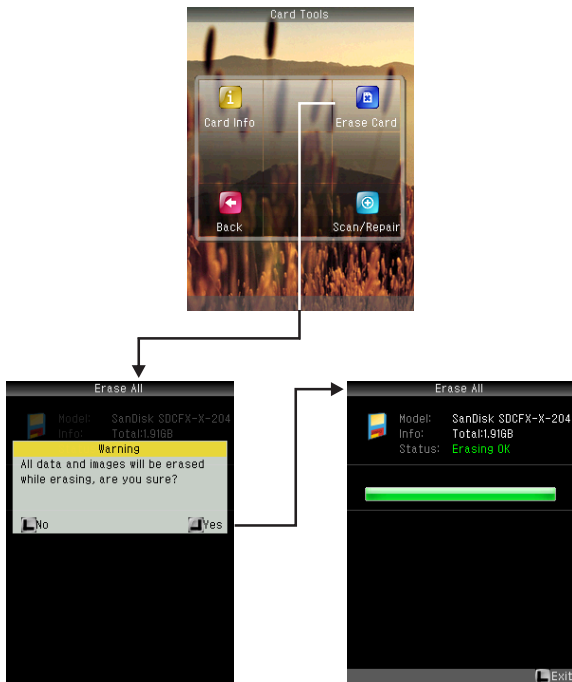 Card Tools
Card Info
Erase Card
Back
Scan/Repair
Erase All
Model: SanDisk SDCFX-X-204
Info: Total:1.91GB
Warning
All data and images will be erased
while erasing, are you sure?
No
Yes
Erase All
Model: SanDisk SDCFX-X-204
Info: Total:1.91GB
Status: Erasing OK
Exit